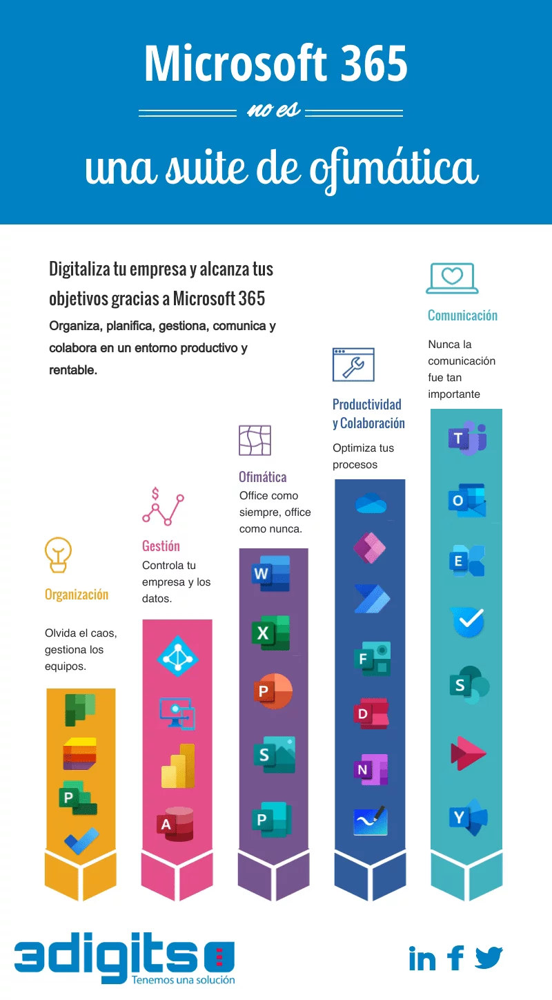 Microsoft 365
no es
una suite de ofimática
Digitaliza tu empresa y alcanza tus
objetivos gracias a Microsoft 365
Organiza, planifica, gestiona, comunica y
colabora en un entorno productivo y
rentable.
Comunicación
Nunca la
comunicación
fue tan
importante
Productividad
y Colaboración
Optimiza tus
procesos
Ofimática
Office como
siempre, office
como nunca.
$
Gestión
Controla tu
empresa y los
datos.
Organización
Olvida el caos,
gestiona los
equipos.
P
A
W
X
P
S
P
F
D
N
T
O
E
S
Y
3digits
Tenemos una solución
in f